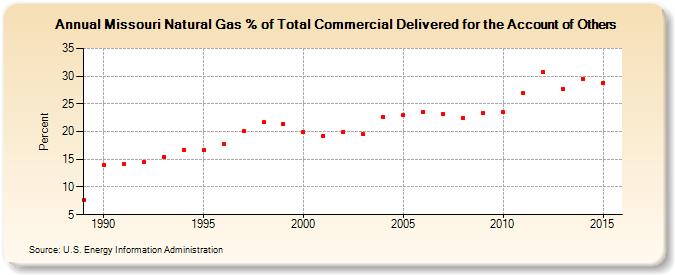 Annual Missouri Natural Gas % of Total Commercial Delivered for the Account of Others
Percent
35
30
25
20
15
10
5
1990 1995 2000 2005 2010 2015
Source: U.S. Energy Information Administration